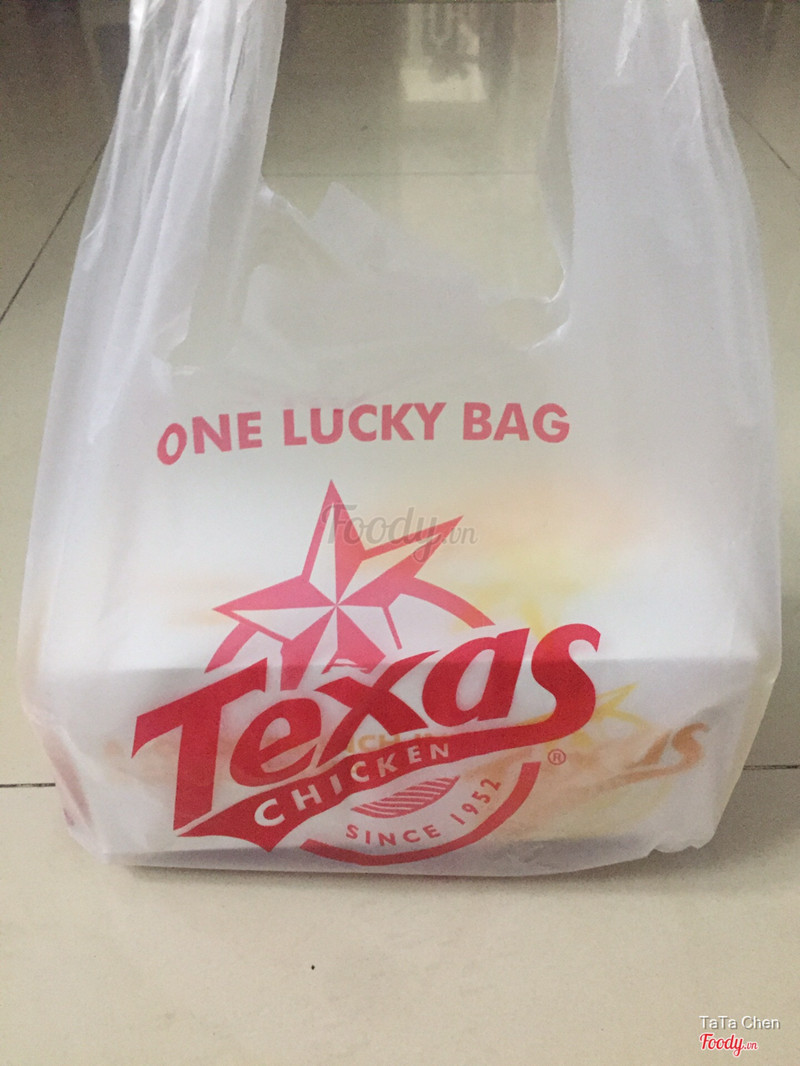 ONE LUCKY BAG
Foody.vn
Texas
CHICKEN
®
SINCE 1952
TaTa Chen
Foody.vn